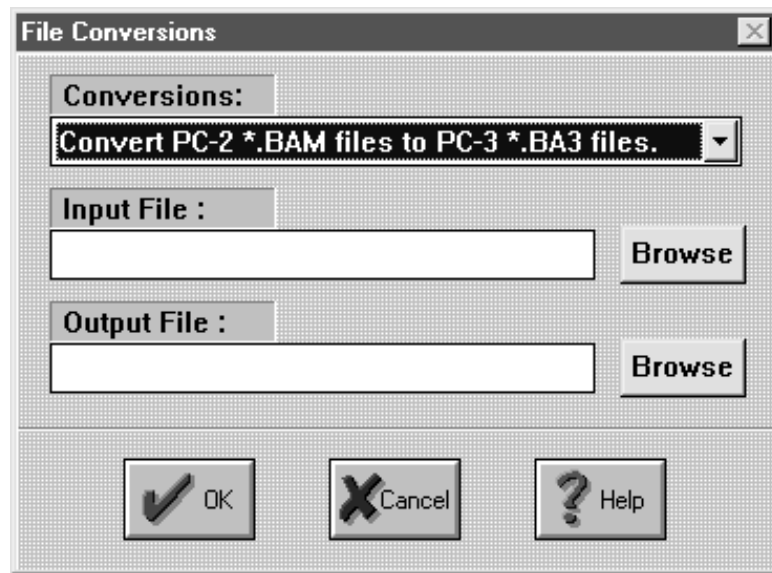 File Conversions
Conversions:
Convert PC-2 *.BAM files to PC-3 *.BA3 files.
Input File :
Browse
Output File :
Browse
OK
Cancel
Help